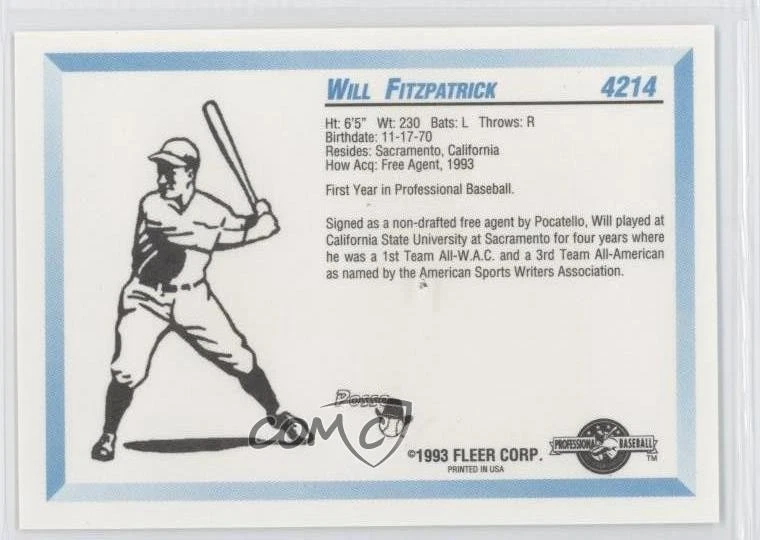 WILL FITZPATRICK 4214
Ht: 6'5" Wt: 230 Bats: L Throws: R
Birthdate: 11-17-70
Resides: Sacramento, California
How Acq: Free Agent, 1993
First Year in Professional Baseball.
Signed as a non-drafted free agent by Pocatello, Will played at
California State University at Sacramento for four years where
he was a 1st Team All-W.A.C. and a 3rd Team All-American
as named by the American Sports Writers Association.
Posse
COMC
©1993 FLEER CORP.
PRINTED IN USA
PROFESSIONAL BASEBALL
TM